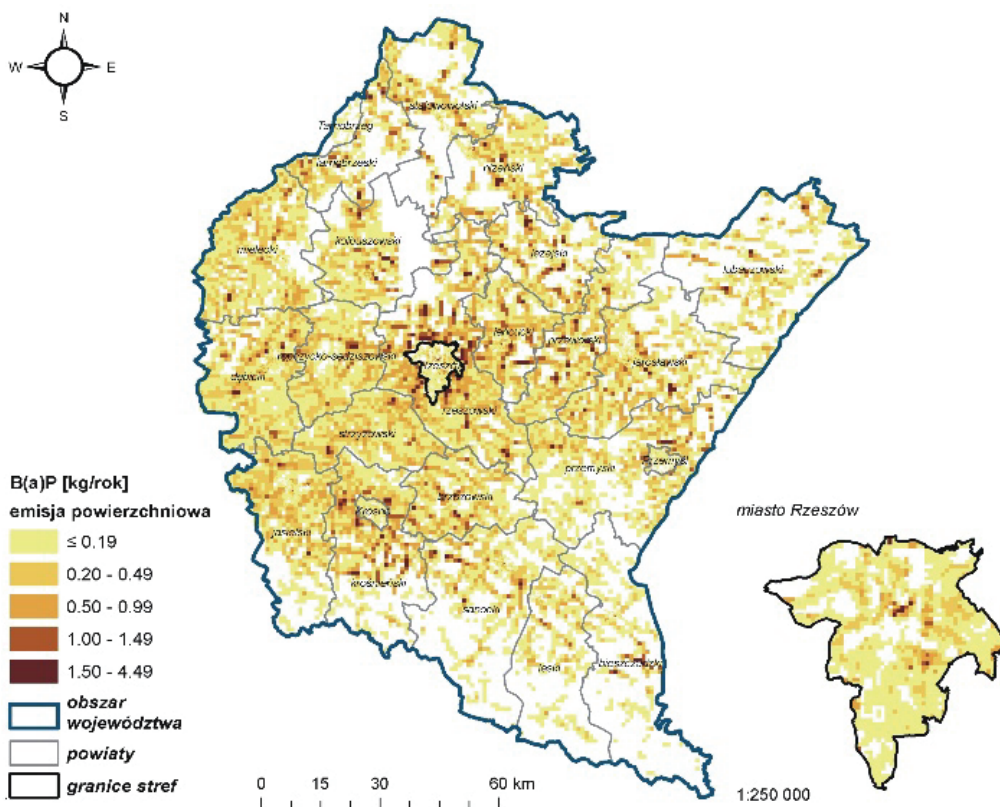 N
W E
S
stalowowolski
Tarnobrzeg
tarnobrzeski
niżański
mielecki
kolbuszowski
leżajski
lubaczowski
łańcucki
przeworski
ropczycko-sędziszowski
Rzeszów
jarosławski
dębicki
rzeszowski
strzyżowski
przemyski
Przemyśl
brzozowski
Krosno
jasielski
krośnieński
sanocki
leski
bieszczadzki
B(a)P [kg/rok]
emisja powierzchniowa
≤ 0.19
0.20 - 0.49
0.50 - 0.99
1.00 - 1.49
1.50 - 4.49
obszar
województwa
powiaty
granice stref
miasto Rzeszów
0 15 30 60 km
1:250 000